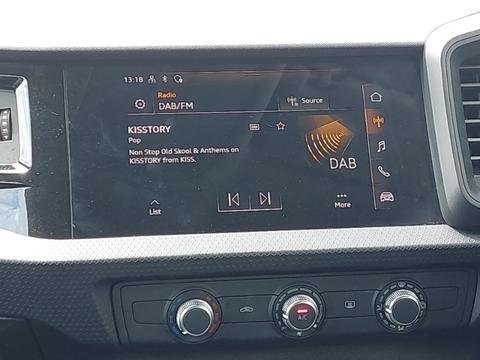 13:18
Radio
DAB/FM
Source
KISSTORY
Pop
Non Stop Old Skool & Anthems on
KISSTORY from KISS.
DAB
List
More
A/C